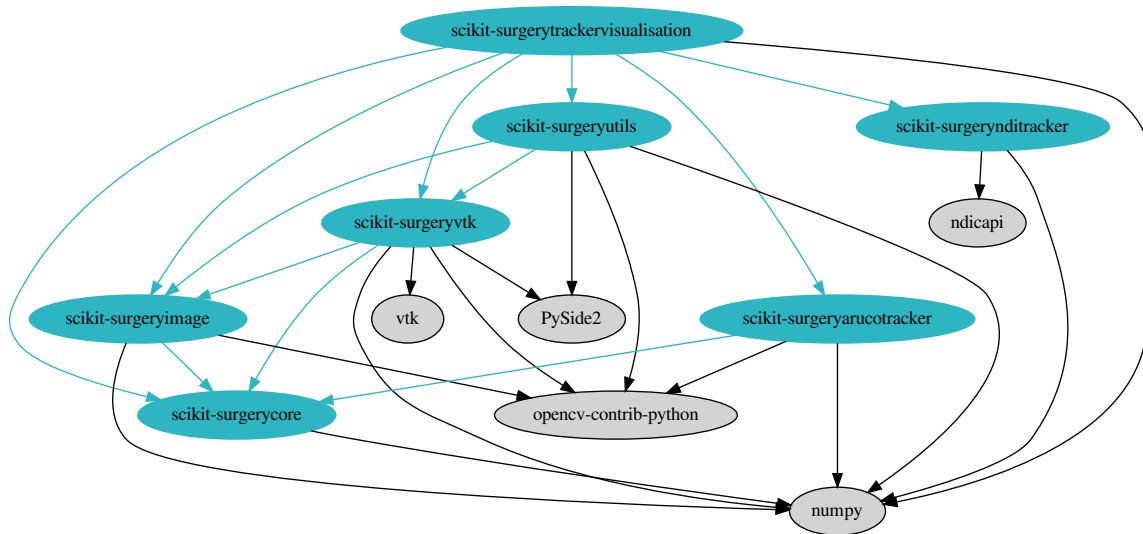 scikit-surgerytrackervisualisation
scikit-surgeryutils
scikit-surgerynditracker
scikit-surgeryvtk
ndicapi
scikit-surgeryimage
vtk
PySide2
scikit-surgeryarucotracker
scikit-surgerycore
opencv-contrib-python
numpy